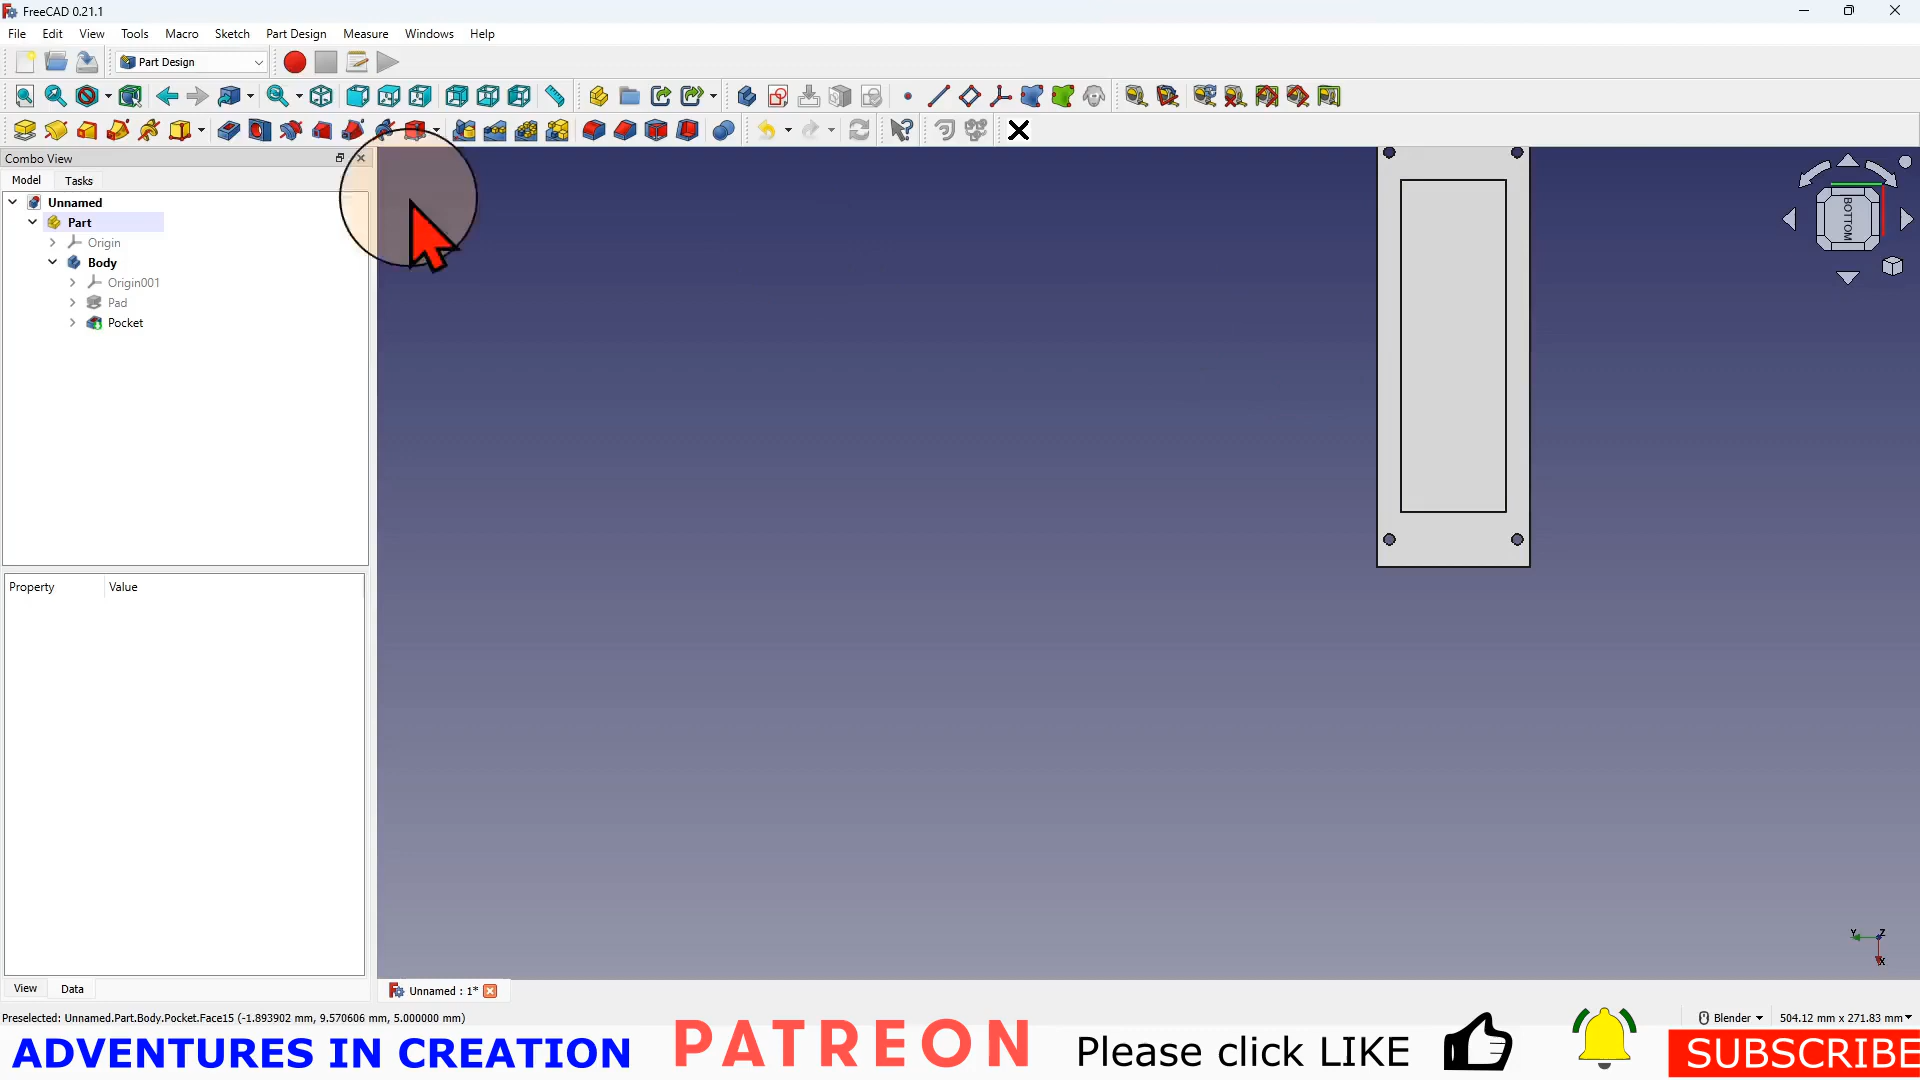 FreeCAD 0.21.1
File Edit View Tools Macro Sketch Part Design Measure Windows Help
Part Design
Combo View
Model Tasks
Unnamed
Part
Origin
Body
Origin001
Pad
Pocket
BOTTOM
Property Value
Y Z
X
View Data
Unnamed : 1*
Preselected: Unnamed.Part.Body.Pocket.Face15 (-1.893902 mm, 9.570606 mm, 5.000000 mm)
Blender 504.12 mm x 271.83 mm
ADVENTURES IN CREATION PATREON Please click LIKE SUBSCRIBE